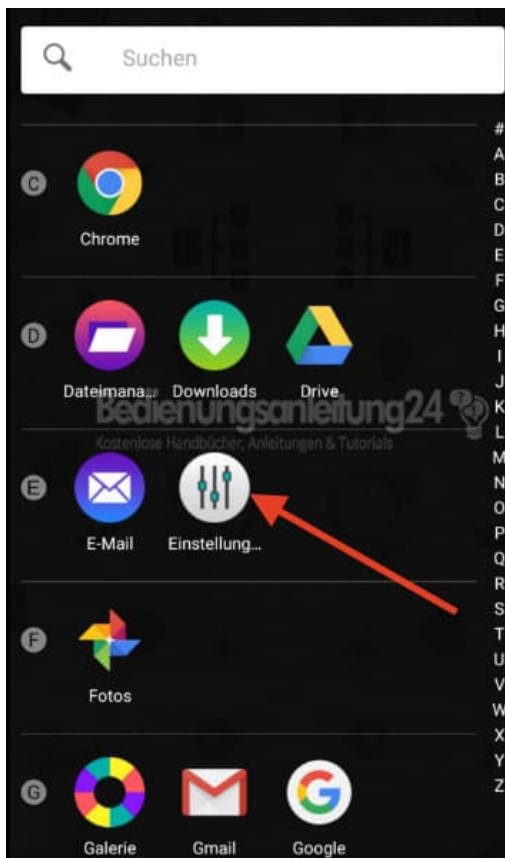 Suchen
C
Chrome
D
Dateimana... Downloads Drive
Bedienungsanleitung24
Kostenlose Handbücher, Anleitungen & Tutorials
E
E-Mail Einstellung...
F
Fotos
G
Galerie Gmail Google
#
A
B
C
D
E
F
G
H
I
J
K
L
M
N
O
P
Q
R
S
T
U
V
W
X
Y
Z